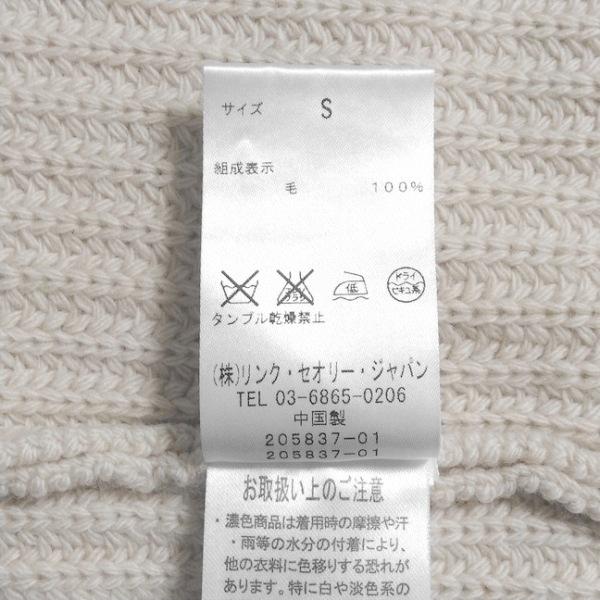 サイズ S
組成表示
毛 100%
低
ドライ
セキユ系
タンブル乾燥禁止
(株)リンク・セオリー・ジャパン
TEL 03-6865-0206
中国製
205837-01
205837-01
お取扱い上のご注意
・濃色商品は着用時の摩擦や汗
・雨等の水分の付着により、
他の衣料に色移りする恐れが
あります。特に白や淡色系の